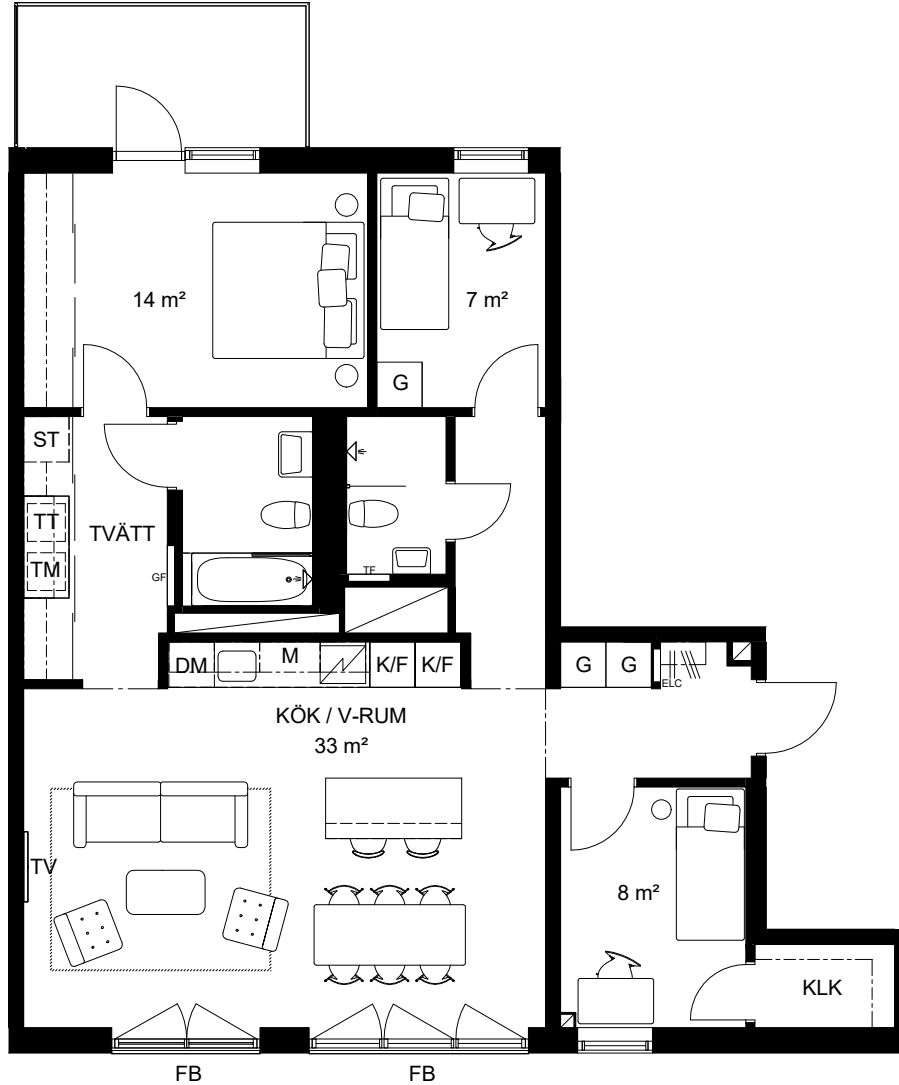 14 m²
7 m²
G
ST
TT
TVÄTT
TM
GF
TF
DM
M
K/F
K/F
G
G
ELC
KÖK / V-RUM
33 m²
TV
8 m²
KLK
FB
FB